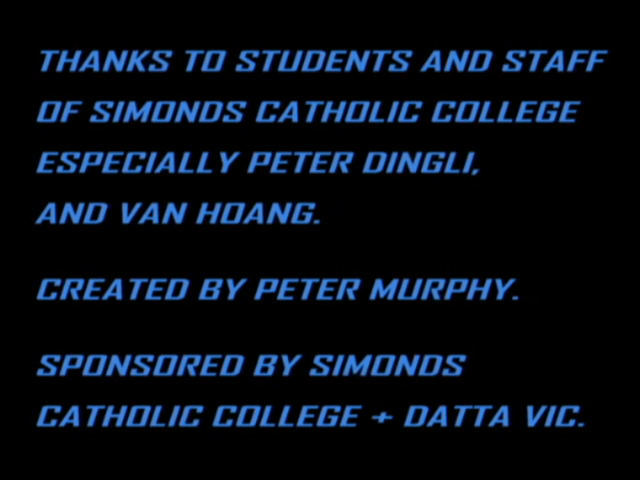 THANKS TO STUDENTS AND STAFF
OF SIMONDS CATHOLIC COLLEGE
ESPECIALLY PETER DINGLI,
AND VAN HOANG.
CREATED BY PETER MURPHY.
SPONSORED BY SIMONDS
CATHOLIC COLLEGE + DATTA VIC.